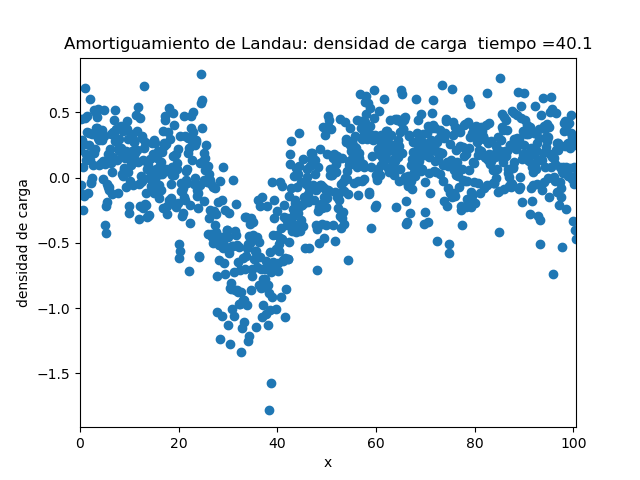 Amortiguamiento de Landau: densidad de carga  tiempo =40.1
0.5
0.0
−0.5
−1.0
−1.5
densidad de carga
0 20 40 60 80 100
x